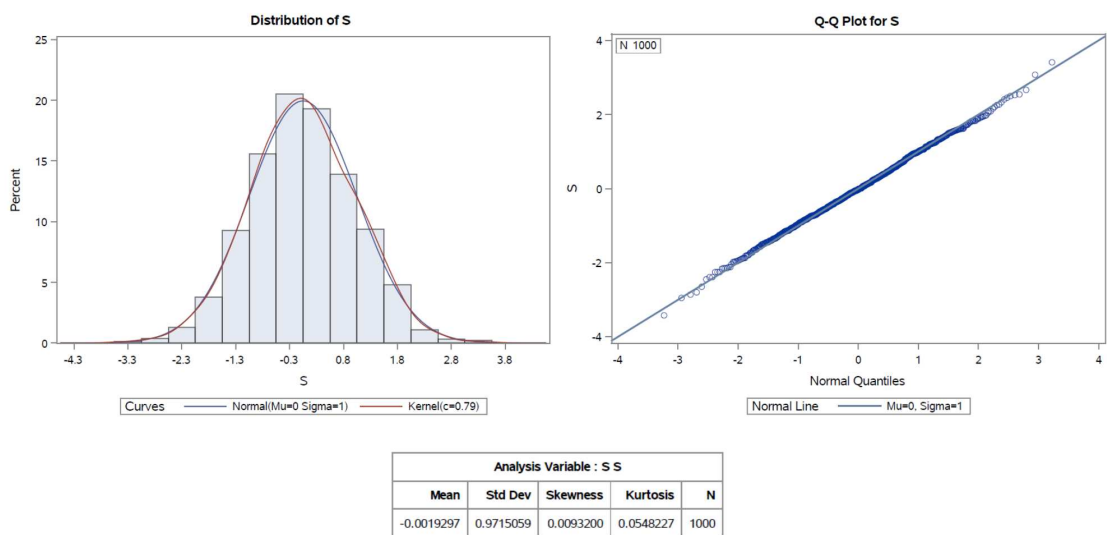 Distribution of S
25
20
15
10
5
0
Percent
-4.3 -3.3 -2.3 -1.3 -0.3 0.8 1.8 2.8 3.8
S
Curves Normal(Mu=0 Sigma=1) Kernel(c=0.79)
Q-Q Plot for S
N 1000
4
2
0
-2
-4
S
-4 -3 -2 -1 0 1 2 3 4
Normal Quantiles
Normal Line Mu=0, Sigma=1
Analysis Variable : S S
Mean Std Dev Skewness Kurtosis N
-0.0019297 0.9715059 0.0093200 0.0548227 1000